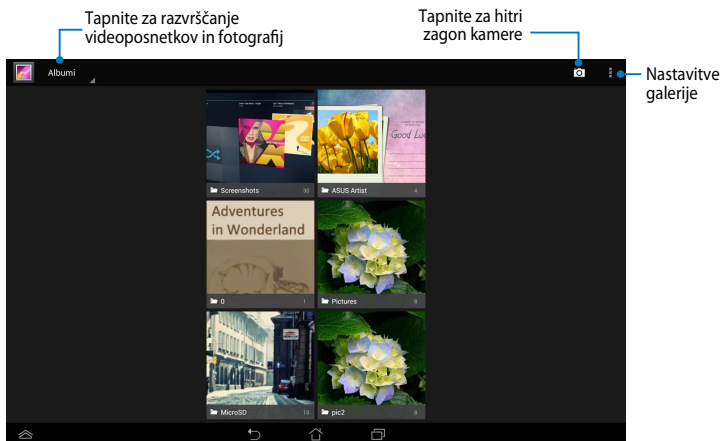 Tapnite za razvrščanje
videoposnetkov in fotografij
Tapnite za hitri
zagon kamere
Nastavitve
galerije
Albumi
Good Luc
Screenshots 30
ASUS Artist 4
Adventures
in Wonderland
0 1
Pictures 8
MicroSD 10
pic2 8